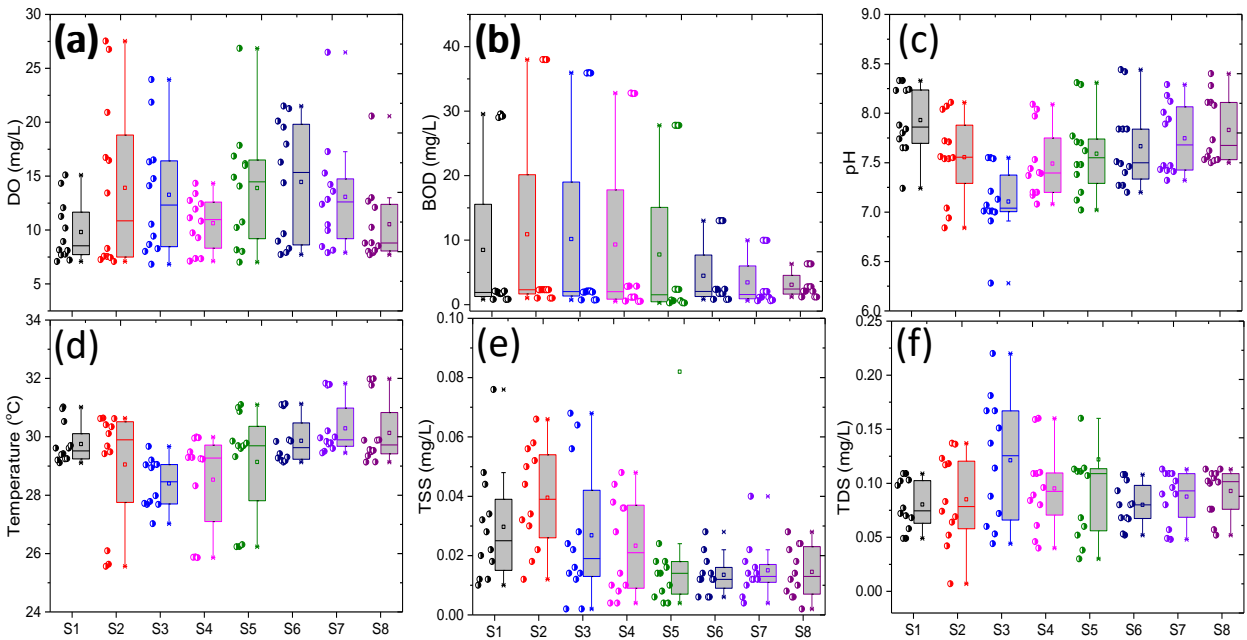 (a)
DO (mg/L)
30
25
20
15
10
5
(b)
BOD (mg/L)
45
30
15
0
(c)
pH
9.0
8.5
8.0
7.5
7.0
6.5
6.0
(d)
Temperature (°C)
34
32
30
28
26
24
S1 S2 S3 S4 S5 S6 S7 S8
(e)
TSS (mg/L)
0.10
0.08
0.06
0.04
0.02
0.00
S1 S2 S3 S4 S5 S6 S7 S8
(f)
TDS (mg/L)
0.25
0.20
0.15
0.10
0.05
0.00
S1 S2 S3 S4 S5 S6 S7 S8